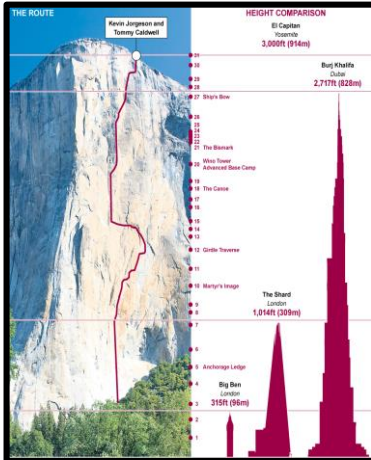 THE ROUTE
HEIGHT COMPARISON
Kevin Jorgeson and
Tommy Caldwell
El Capitan
Yosemite
3,000ft (914m)
Burj Khalifa
Dubai
2,717ft (828m)
31
30
29
28
27 Ship's Bow
26
25
21 The Bismark
20 Wino Tower
Advanced Base Camp
19
18 The Canoe
17
16
15
14
13
12 Girdle Traverse
11
10 Martyr's Image
9
8
7
6
5 Anchorage Ledge
4
3
2
1
The Shard
London
1,014ft (309m)
Big Ben
London
315ft (96m)